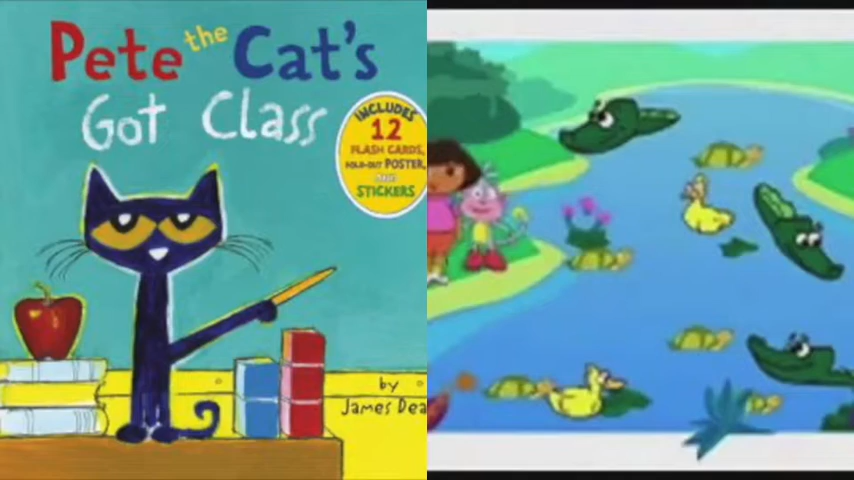 Pete the Cat's
Got Class
INCLUDES
12
FLASH CARDS,
FOLD-OUT POSTER,
AND
STICKERS
by
James Dea